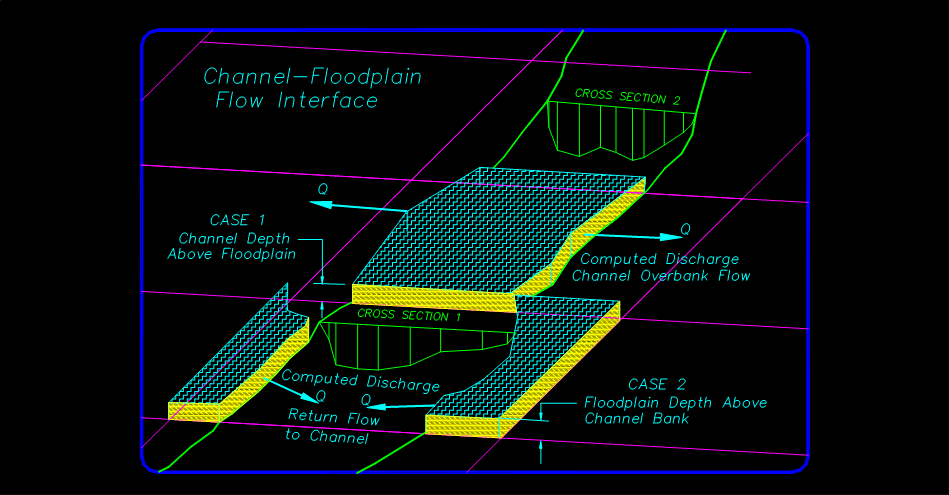 Channel-Floodplain
Flow Interface
CROSS SECTION 2
Q
CASE 1
Channel Depth
Above Floodplain
Q
Computed Discharge
Channel Overbank Flow
CROSS SECTION 1
Computed Discharge
Q
Q
Return Flow
to Channel
CASE 2
Floodplain Depth Above
Channel Bank